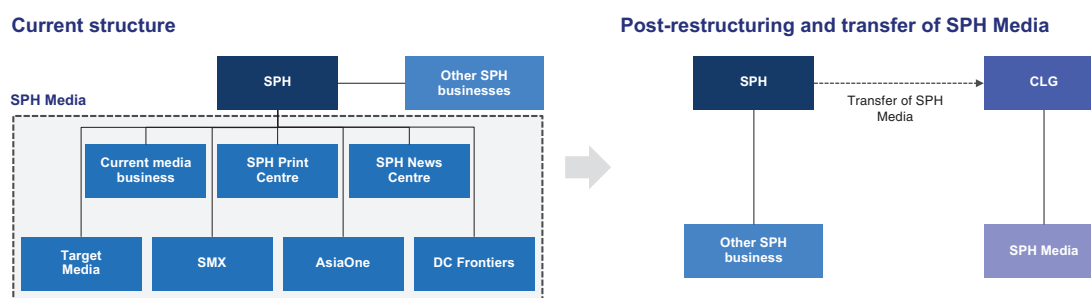 Current structure
SPH
Other SPH
businesses
SPH Media
Current media
business
SPH Print
Centre
SPH News
Centre
Target
Media
SMX
AsiaOne
DC Frontiers
Post-restructuring and transfer of SPH Media
SPH
CLG
Transfer of SPH
Media
Other SPH
business
SPH Media